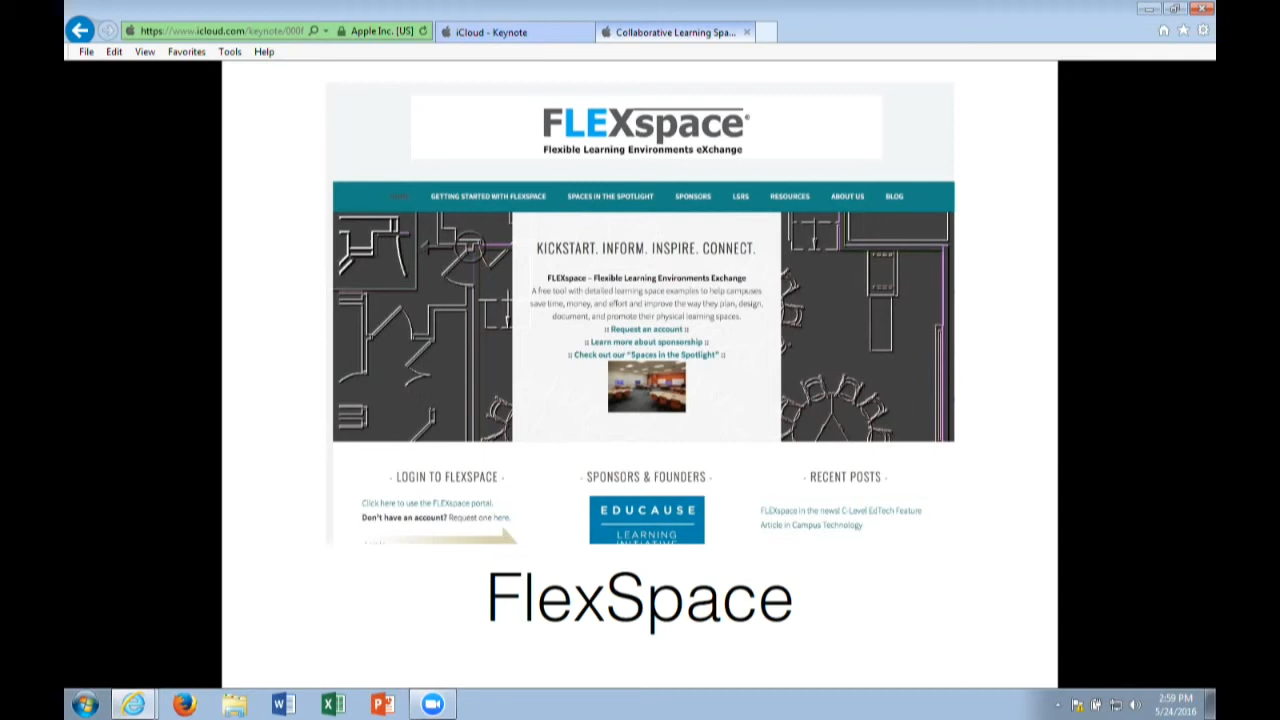 https://www.icloud.com/keynote/000f
Apple Inc. [US]
iCloud - Keynote
Collaborative Learning Spa...
File Edit View Favorites Tools Help
FLEXspace®
Flexible Learning Environments eXchange
HOME GETTING STARTED WITH FLEXSPACE SPACES IN THE SPOTLIGHT SPONSORS LSRS RESOURCES ABOUT US BLOG
KICKSTART. INFORM. INSPIRE. CONNECT.
FLEXspace – Flexible Learning Environments Exchange
A free tool with detailed learning space examples to help campuses
save time, money, and effort and improve the way they plan, design,
document, and promote their physical learning spaces.
:: Request an account ::
:: Learn more about sponsorship ::
:: Check out our "Spaces in the Spotlight" ::
· LOGIN TO FLEXSPACE ·
Click here to use the FLEXspace portal.
Don't have an account? Request one here.
· SPONSORS & FOUNDERS ·
EDUCAUSE
LEARNING
INITIATIVE
· RECENT POSTS ·
FLEXspace in the news! C-Level EdTech Feature
Article in Campus Technology
FlexSpace
2:59 PM
5/24/2016